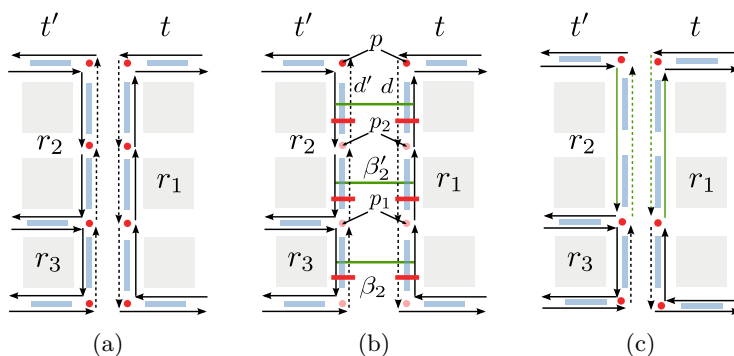 t′ t
r₂
r₁
r₃
(a)
p
d′ d
r₂ p₂
β′₂ r₁
p₁
r₃
β₂
(b)
t′ t
r₂
r₁
r₃
(c)